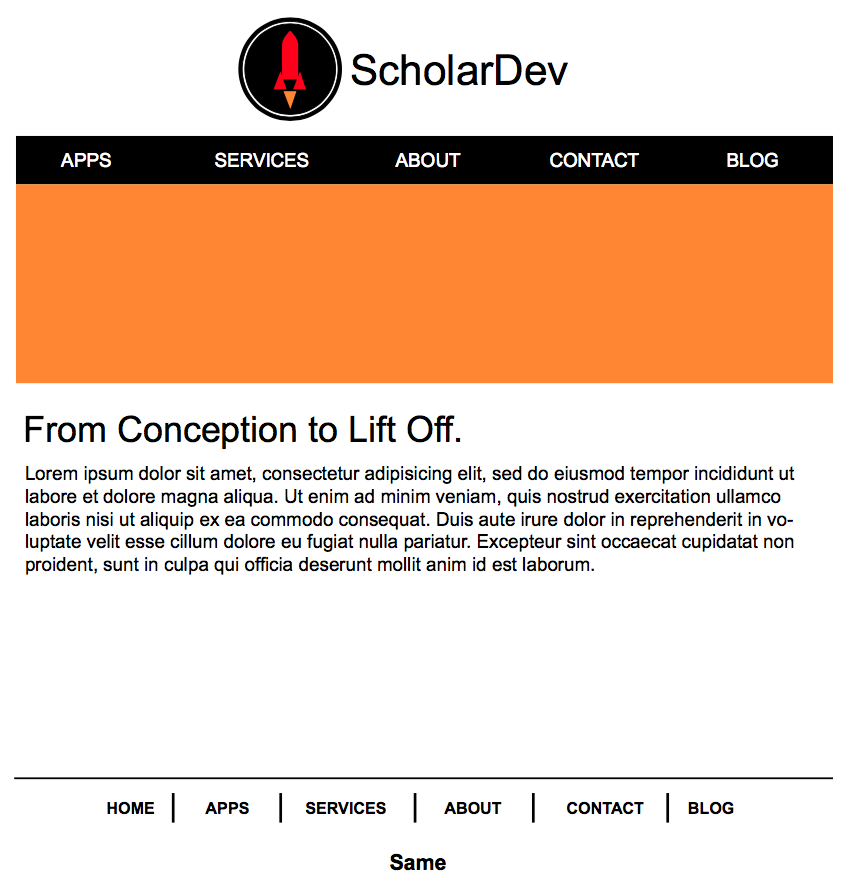 ScholarDev
APPS SERVICES ABOUT CONTACT BLOG
From Conception to Lift Off.
Lorem ipsum dolor sit amet, consectetur adipisicing elit, sed do eiusmod tempor incididunt ut
labore et dolore magna aliqua. Ut enim ad minim veniam, quis nostrud exercitation ullamco
laboris nisi ut aliquip ex ea commodo consequat. Duis aute irure dolor in reprehenderit in vo-
luptate velit esse cillum dolore eu fugiat nulla pariatur. Excepteur sint occaecat cupidatat non
proident, sunt in culpa qui officia deserunt mollit anim id est laborum.
HOME | APPS | SERVICES | ABOUT | CONTACT | BLOG
Same